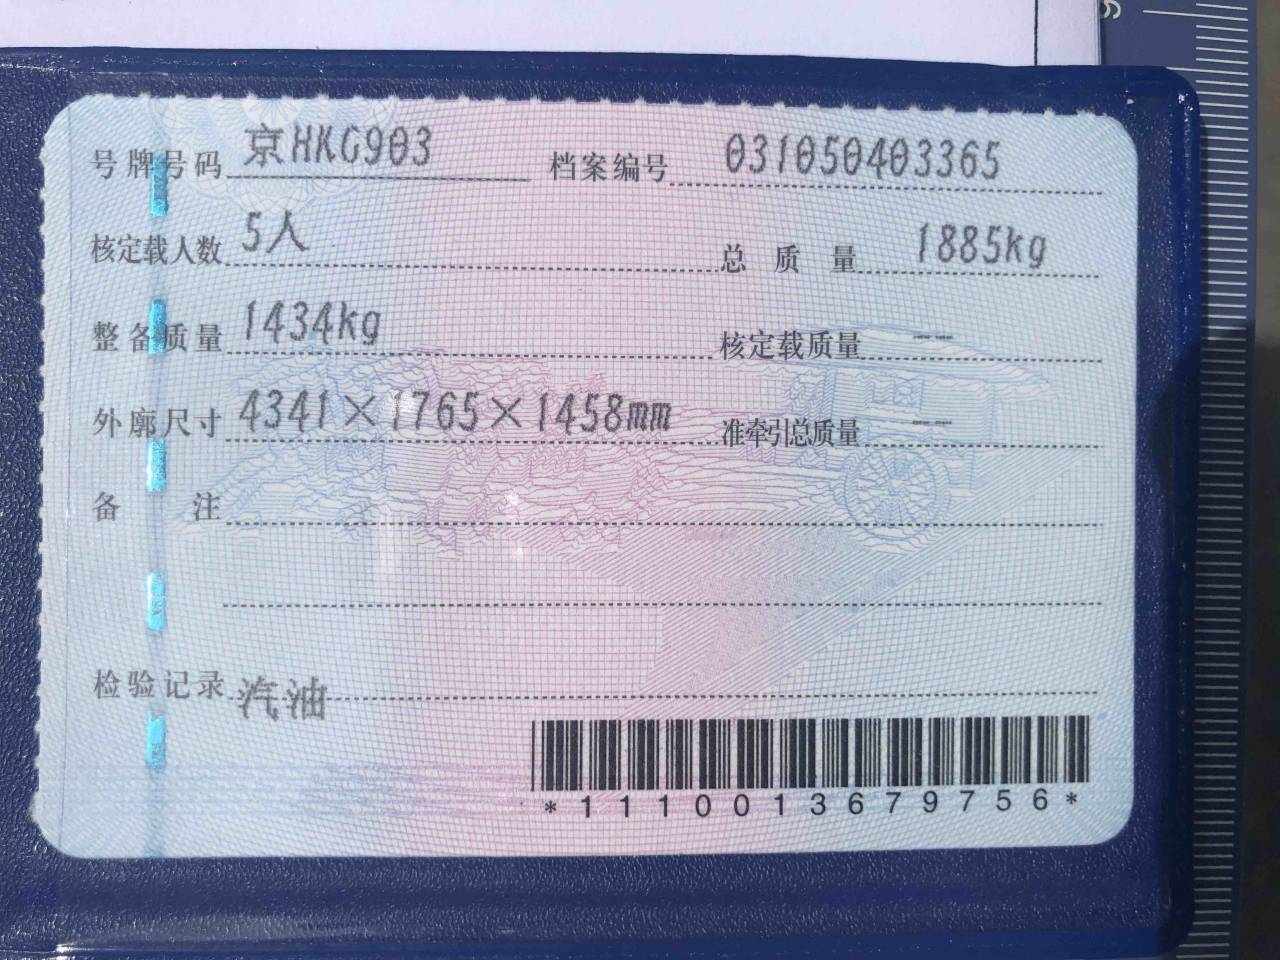 号牌号码 京HKG903 档案编号 031050403365
核定载人数 5人 总质量 1885kg
整备质量 1434kg 核定载质量 --
外廓尺寸 4341×1765×1458mm 准牵引总质量 --
备注
检验记录 汽油
*1110013679756*